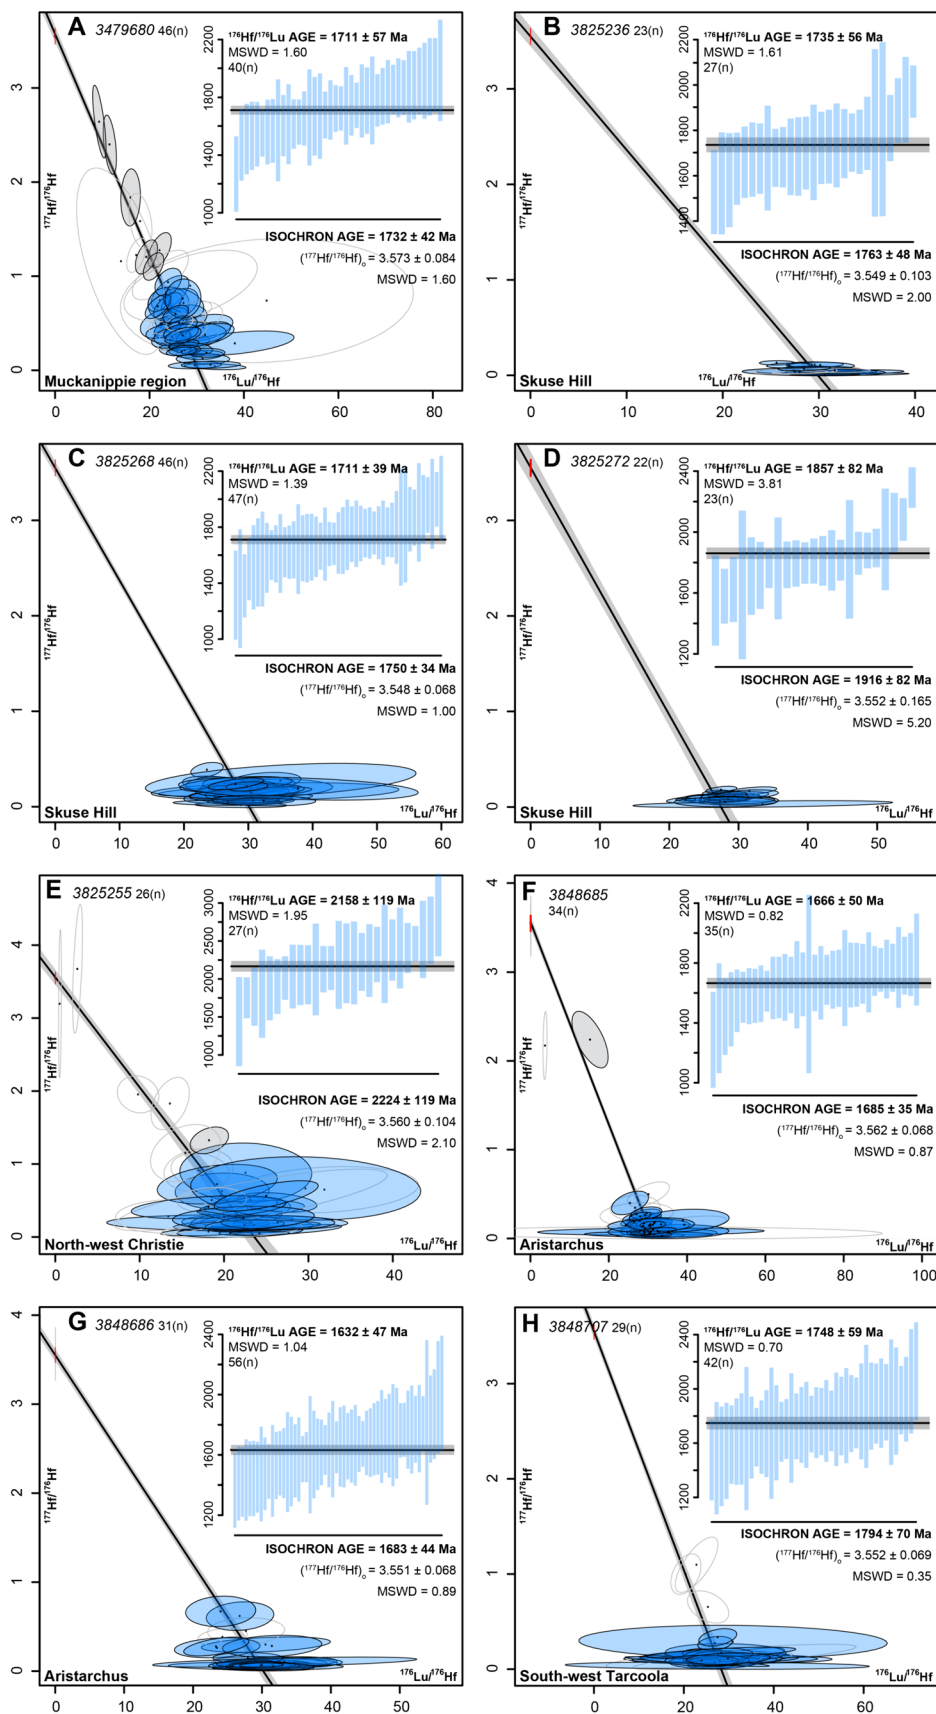 A 3479680 46(n)
¹⁷⁶Hf/¹⁷⁶Lu AGE = 1711 ± 57 Ma
MSWD = 1.60
40(n)
2200
1800
1400
1000
ISOCHRON AGE = 1732 ± 42 Ma
(¹⁷⁷Hf/¹⁷⁶Hf)ₒ = 3.573 ± 0.084
MSWD = 1.60
¹⁷⁷Hf/¹⁷⁶Hf
3
2
1
0
Muckanippie region
¹⁷⁶Lu/¹⁷⁶Hf
0 20 40 60 80
B 3825236 23(n)
¹⁷⁶Hf/¹⁷⁶Lu AGE = 1735 ± 56 Ma
MSWD = 1.61
27(n)
2200
2000
1800
1600
1400
ISOCHRON AGE = 1763 ± 48 Ma
(¹⁷⁷Hf/¹⁷⁶Hf)ₒ = 3.549 ± 0.103
MSWD = 2.00
¹⁷⁷Hf/¹⁷⁶Hf
3
2
1
0
Skuse Hill
¹⁷⁶Lu/¹⁷⁶Hf
0 10 20 30 40
C 3825268 46(n)
¹⁷⁶Hf/¹⁷⁶Lu AGE = 1711 ± 39 Ma
MSWD = 1.39
47(n)
2200
1800
1400
1000
ISOCHRON AGE = 1750 ± 34 Ma
(¹⁷⁷Hf/¹⁷⁶Hf)ₒ = 3.548 ± 0.068
MSWD = 1.00
¹⁷⁷Hf/¹⁷⁶Hf
3
2
1
0
Skuse Hill
¹⁷⁶Lu/¹⁷⁶Hf
0 10 20 30 40 50 60
D 3825272 22(n)
¹⁷⁶Hf/¹⁷⁶Lu AGE = 1857 ± 82 Ma
MSWD = 3.81
23(n)
2400
2000
1600
1200
ISOCHRON AGE = 1916 ± 82 Ma
(¹⁷⁷Hf/¹⁷⁶Hf)ₒ = 3.552 ± 0.165
MSWD = 5.20
¹⁷⁷Hf/¹⁷⁶Hf
3
2
1
0
Skuse Hill
¹⁷⁶Lu/¹⁷⁶Hf
0 10 20 30 40 50
E 3825255 26(n)
¹⁷⁶Hf/¹⁷⁶Lu AGE = 2158 ± 119 Ma
MSWD = 1.95
27(n)
3000
2500
2000
1500
1000
ISOCHRON AGE = 2224 ± 119 Ma
(¹⁷⁷Hf/¹⁷⁶Hf)ₒ = 3.560 ± 0.104
MSWD = 2.10
¹⁷⁷Hf/¹⁷⁶Hf
4
3
2
1
0
North-west Christie
¹⁷⁶Lu/¹⁷⁶Hf
0 10 20 30 40
F 3848685
34(n)
¹⁷⁶Hf/¹⁷⁶Lu AGE = 1666 ± 50 Ma
MSWD = 0.82
35(n)
2200
1800
1400
1000
ISOCHRON AGE = 1685 ± 35 Ma
(¹⁷⁷Hf/¹⁷⁶Hf)ₒ = 3.562 ± 0.068
MSWD = 0.87
¹⁷⁷Hf/¹⁷⁶Hf
4
3
2
1
0
Aristarchus
¹⁷⁶Lu/¹⁷⁶Hf
0 20 40 60 80 100
G 3848686 31(n)
¹⁷⁶Hf/¹⁷⁶Lu AGE = 1632 ± 47 Ma
MSWD = 1.04
56(n)
2400
2000
1600
1200
ISOCHRON AGE = 1683 ± 44 Ma
(¹⁷⁷Hf/¹⁷⁶Hf)ₒ = 3.551 ± 0.068
MSWD = 0.89
¹⁷⁷Hf/¹⁷⁶Hf
4
3
2
1
0
Aristarchus
¹⁷⁶Lu/¹⁷⁶Hf
0 10 20 30 40 50
H 3848707 29(n)
¹⁷⁶Hf/¹⁷⁶Lu AGE = 1748 ± 59 Ma
MSWD = 0.70
42(n)
2400
2000
1600
1200
ISOCHRON AGE = 1794 ± 70 Ma
(¹⁷⁷Hf/¹⁷⁶Hf)ₒ = 3.552 ± 0.069
MSWD = 0.35
¹⁷⁷Hf/¹⁷⁶Hf
3
2
1
0
South-west Tarcoola
¹⁷⁶Lu/¹⁷⁶Hf
0 20 40 60